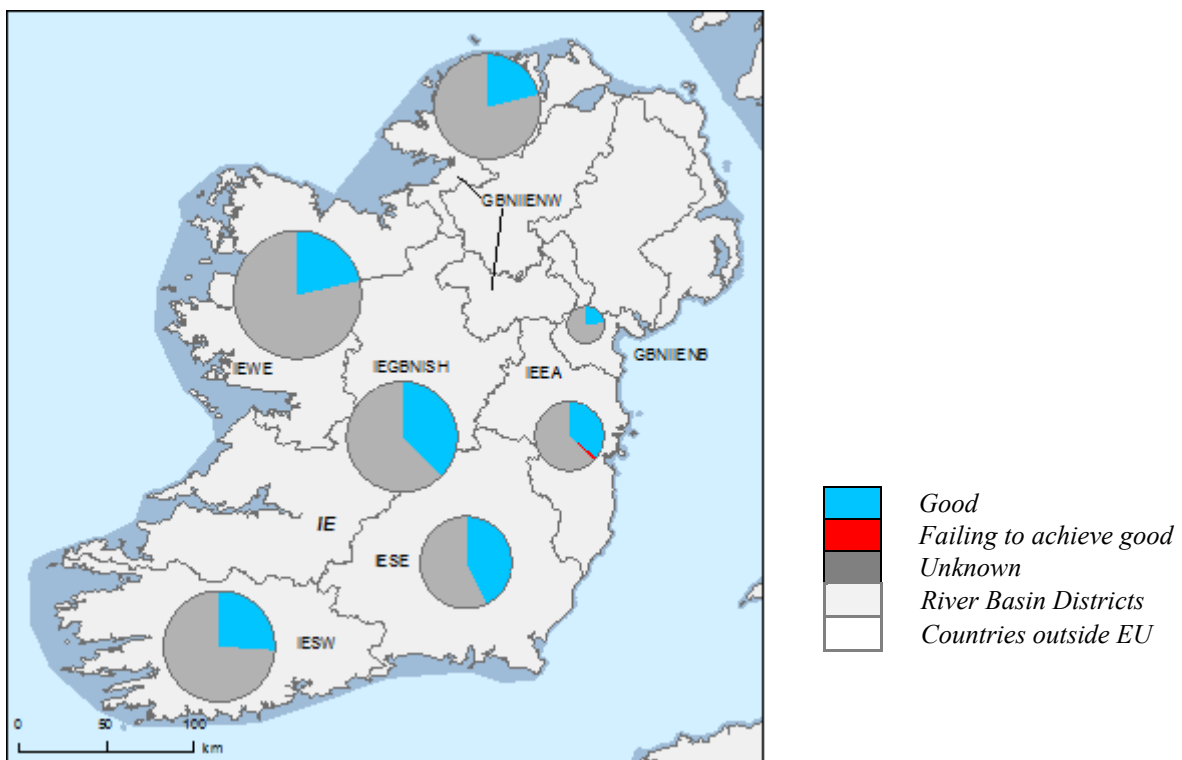 GBNIIENW
GBNIIENB
IEWE
IEGBNISH
IEEA
IE
IESE
IESW
0 50 100
km
Good
Failing to achieve good
Unknown
River Basin Districts
Countries outside EU